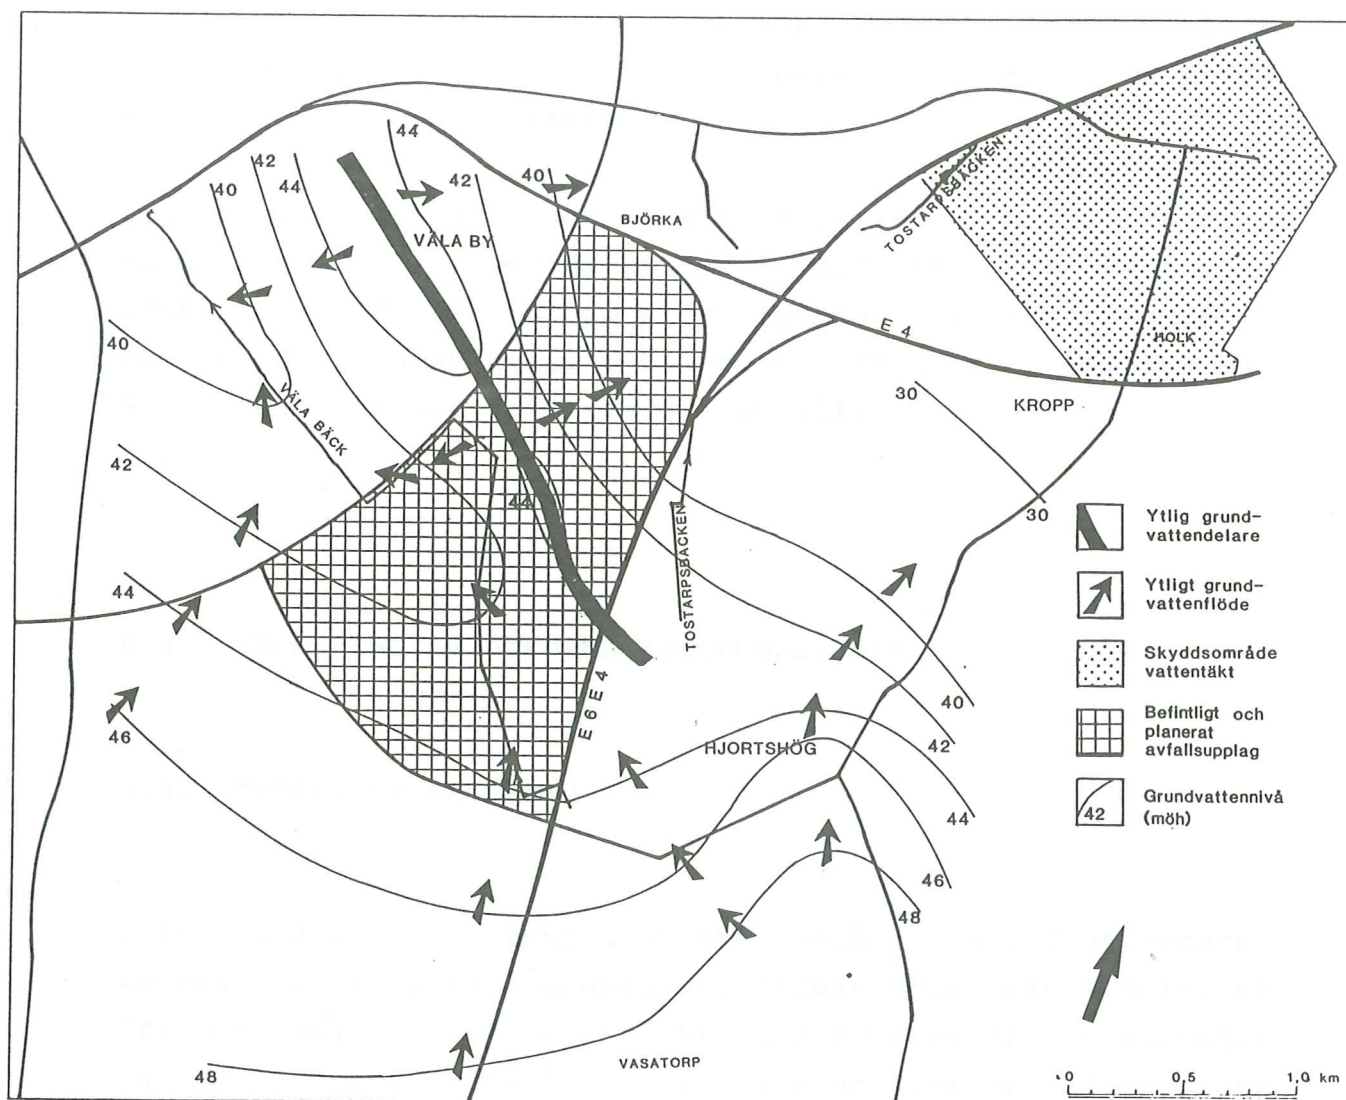 44
42
40
44
42
40
BJÖRKA
VÄLA BY
TOSTARPSBÄCKEN
E 4
HOLK
40
VÄLA BÄCK
30
KROPP
42
44
30
TOSTARPSBÄCKEN
44
46
E6 E4
HJORTSHÖG
40
42
44
46
48
VASATORP
48
Ytlig grund-
vattendelare
Ytligt grund-
vattenflöde
Skyddsområde
vattentäkt
Befintligt och
planerat
avfallsupplag
42
Grundvattennivå
(möh)
0 0,5 1,0 km